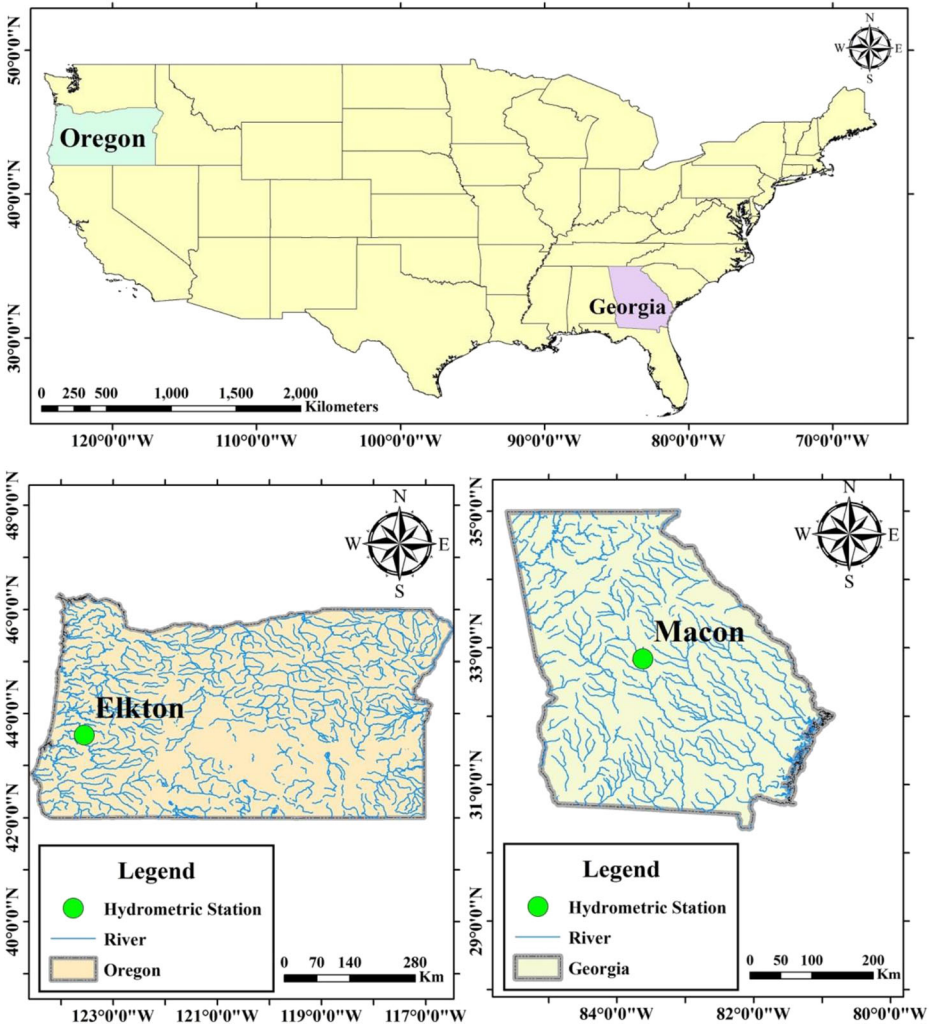 N
W E
S
50°0'0"N
40°0'0"N
30°0'0"N
Oregon
Georgia
0 250 500 1,000 1,500 2,000
Kilometers
120°0'0"W 110°0'0"W 100°0'0"W 90°0'0"W 80°0'0"W 70°0'0"W
48°0'0"N
46°0'0"N
44°0'0"N
42°0'0"N
40°0'0"N
N
W E
S
Elkton
Legend
Hydrometric Station
River
Oregon
0 70 140 280
Km
123°0'0"W 121°0'0"W 119°0'0"W 117°0'0"W
35°0'0"N
33°0'0"N
31°0'0"N
29°0'0"N
N
W E
S
Macon
Legend
Hydrometric Station
River
Georgia
0 50 100 200
Km
84°0'0"W 82°0'0"W 80°0'0"W